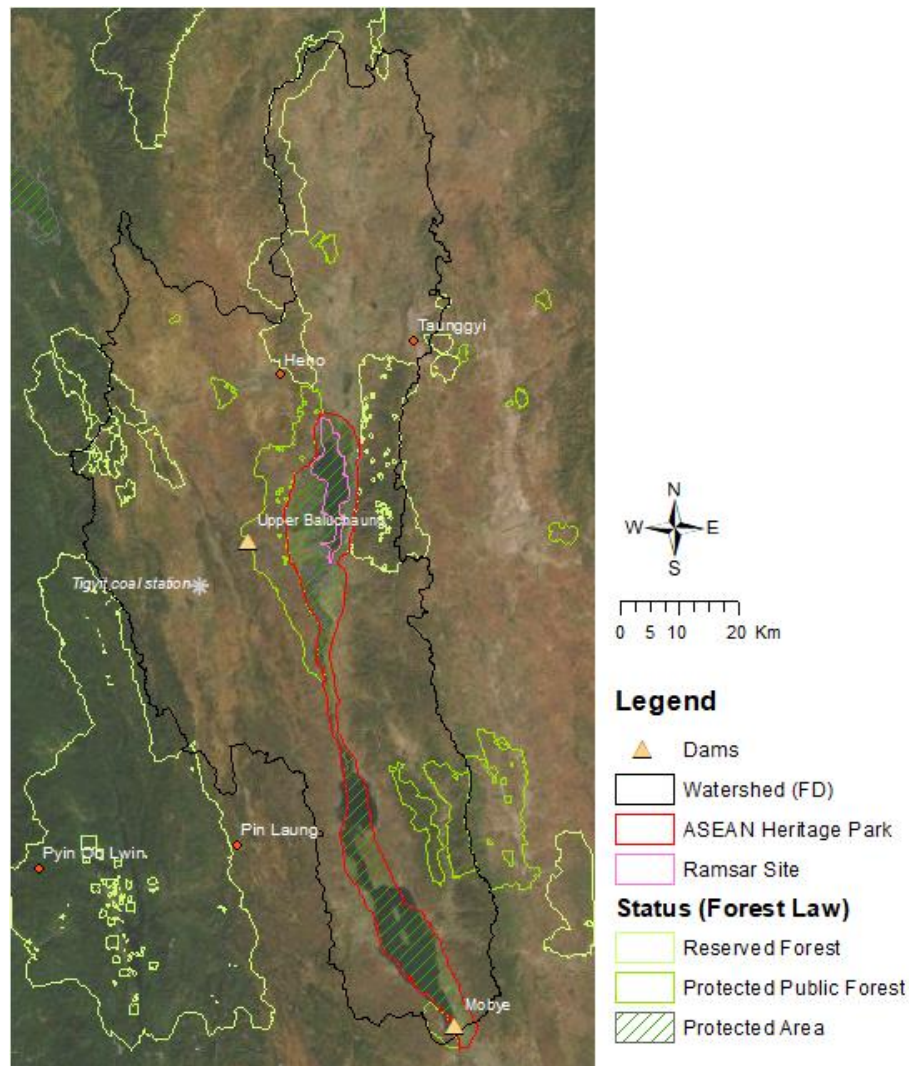 Taunggyi
Heho
Upper Baluchaung
Tigyit coal station
Pin Laung
Pyin Oo Lwin
Mobye
N
W E
S
0 5 10 20 Km
Legend
Dams
Watershed (FD)
ASEAN Heritage Park
Ramsar Site
Status (Forest Law)
Reserved Forest
Protected Public Forest
Protected Area